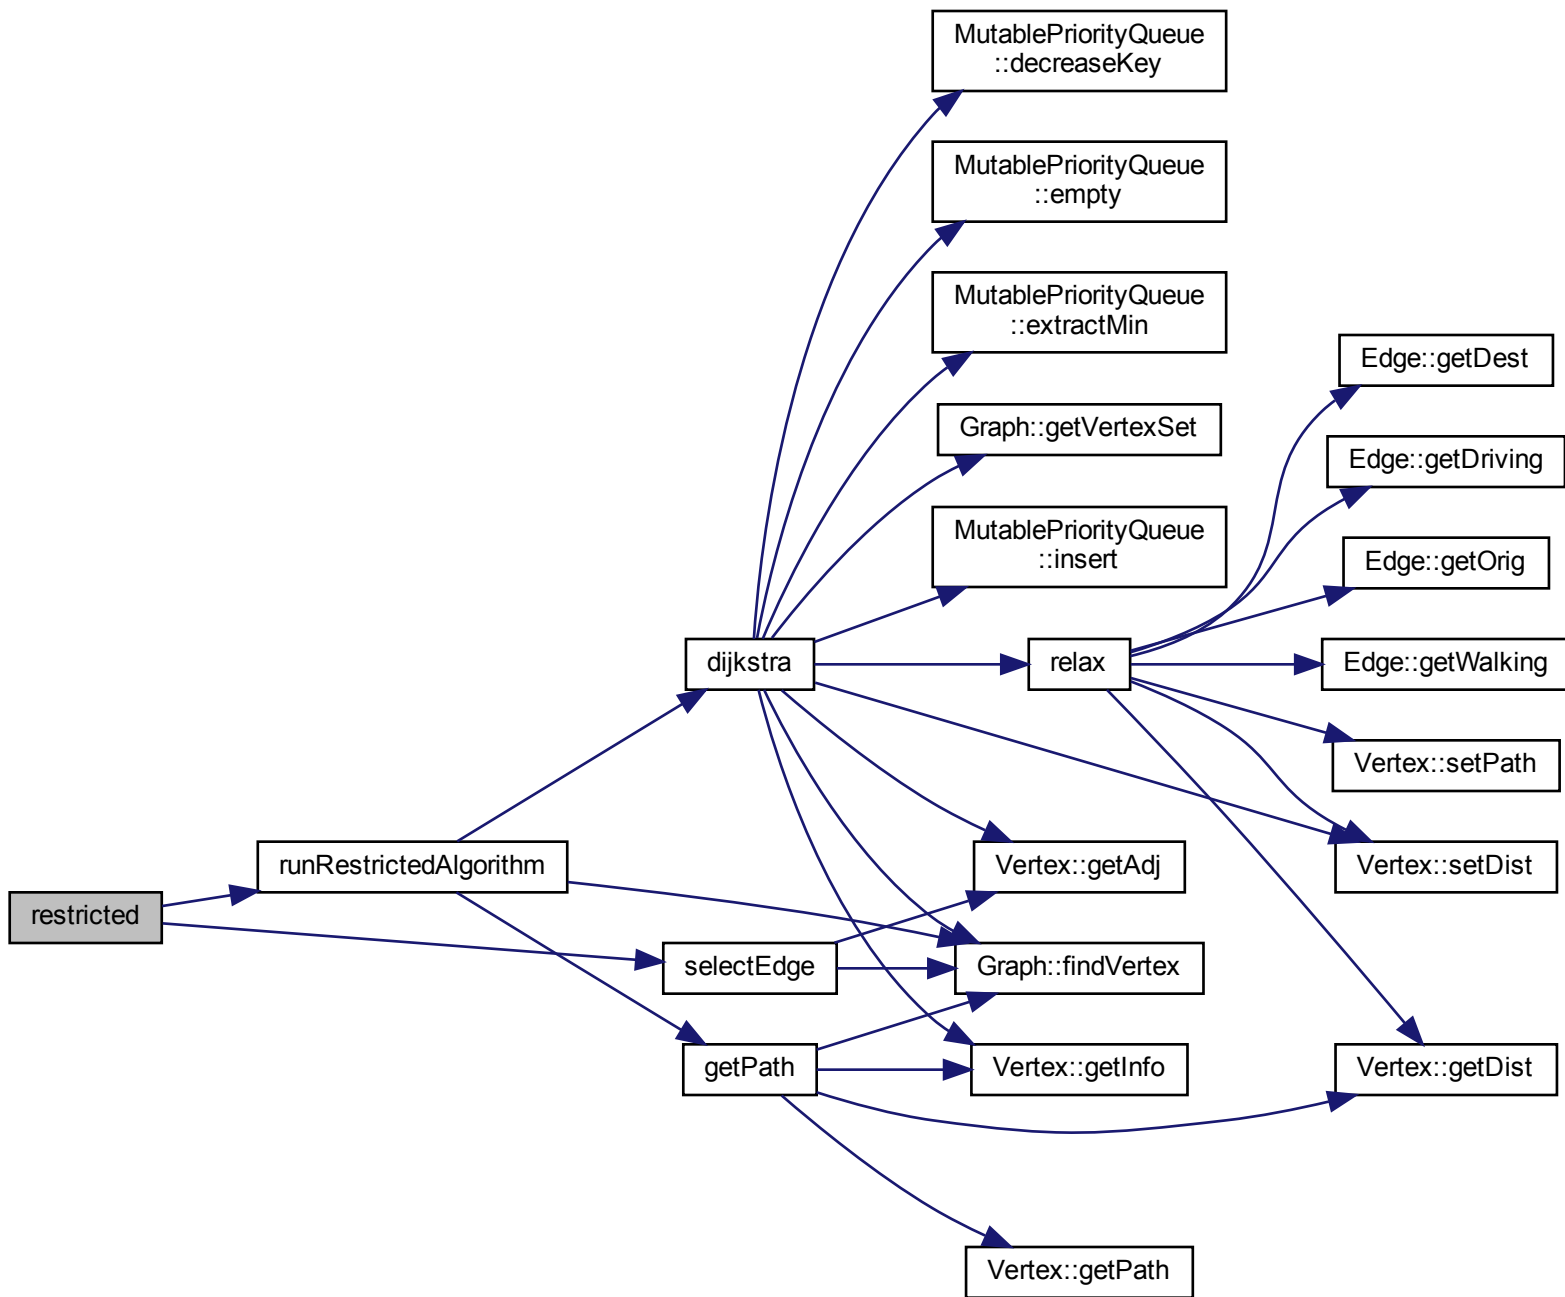 MutablePriorityQueue
::decreaseKey
MutablePriorityQueue
::empty
MutablePriorityQueue
::extractMin
Edge::getDest
Graph::getVertexSet
Edge::getDriving
MutablePriorityQueue
::insert
Edge::getOrig
dijkstra
relax
Edge::getWalking
Vertex::setPath
runRestrictedAlgorithm
Vertex::getAdj
Vertex::setDist
restricted
selectEdge
Graph::findVertex
getPath
Vertex::getInfo
Vertex::getDist
Vertex::getPath